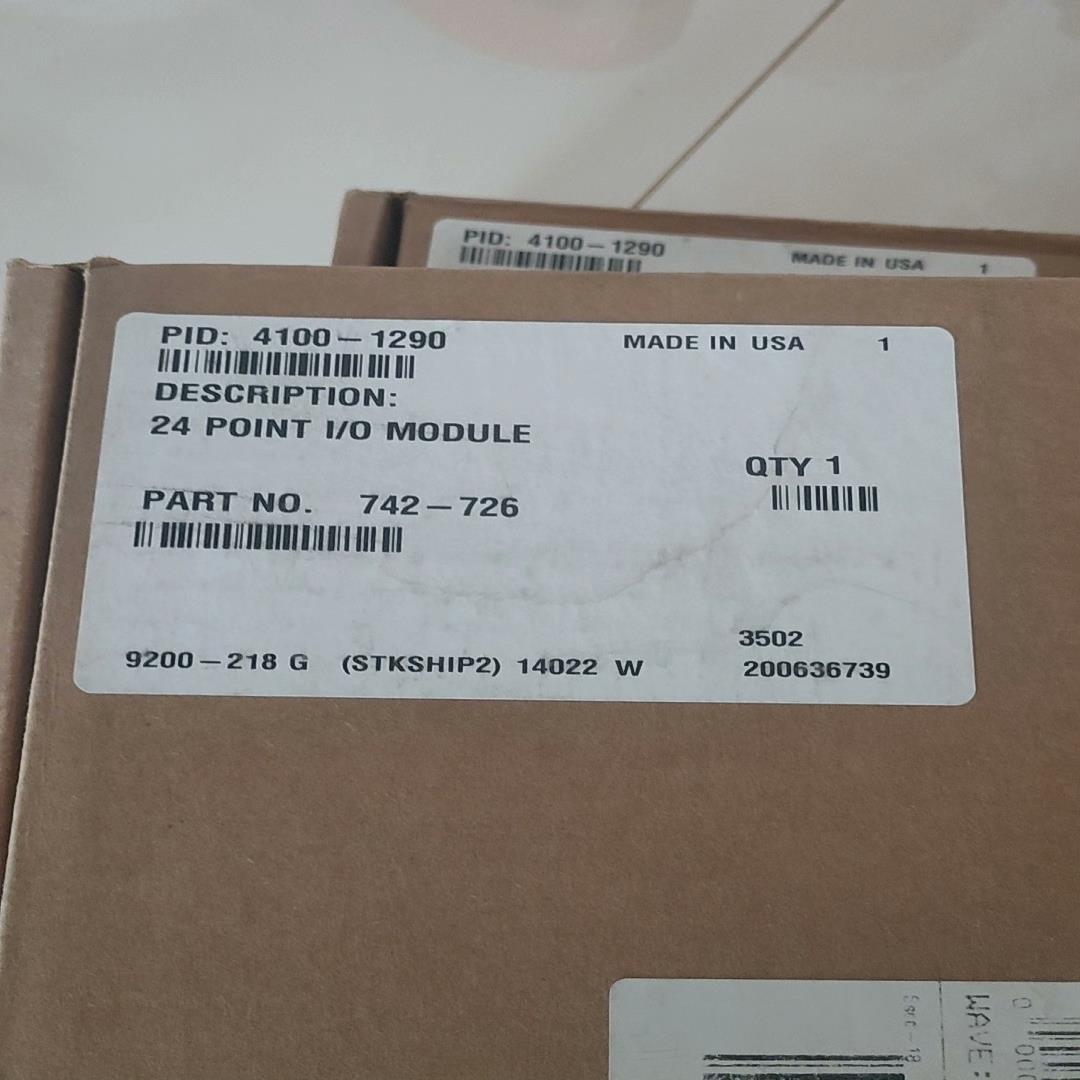 PID: 4100-1290
MADE IN USA 1
PID: 4100-1290 MADE IN USA 1
DESCRIPTION:
24 POINT I/O MODULE
QTY 1
PART NO. 742-726
3502
9200-218 G (STKSHIP2) 14022 W 200636739
WAVE: